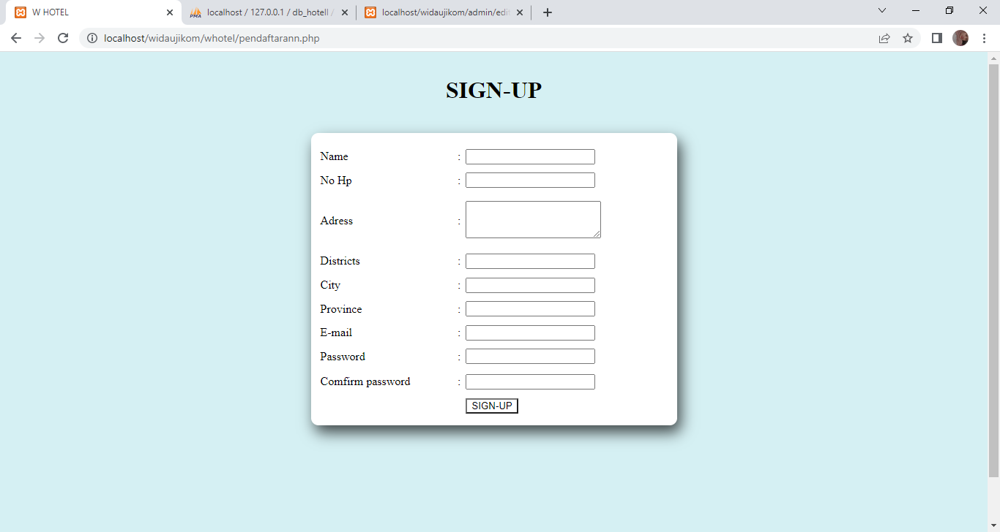 W HOTEL
localhost / 127.0.0.1 / db_hotell /
localhost/widaujikom/admin/edi
localhost/widaujikom/whotel/pendaftarann.php
SIGN-UP
Name :
No Hp :
Adress :
Districts :
City :
Province :
E-mail :
Password :
Comfirm password :
SIGN-UP